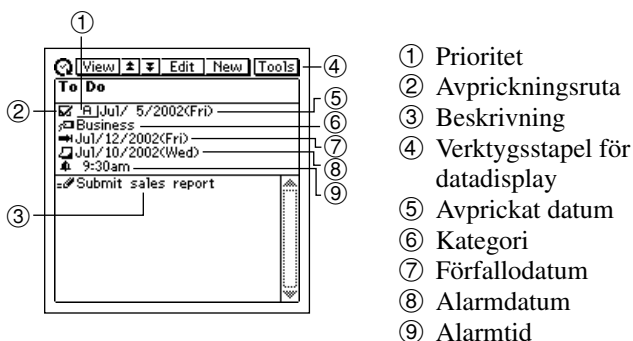 ①
View Edit New Tools
④
To Do
② A Jul/ 5/2002(Fri) ⑤
Business ⑥
Jul/12/2002(Fri) ⑦
Jul/10/2002(Wed) ⑧
9:30am ⑨
③ Submit sales report
① Prioritet
② Avprickningsruta
③ Beskrivning
④ Verktygsstapel för
datadisplay
⑤ Avprickat datum
⑥ Kategori
⑦ Förfallodatum
⑧ Alarmdatum
⑨ Alarmtid